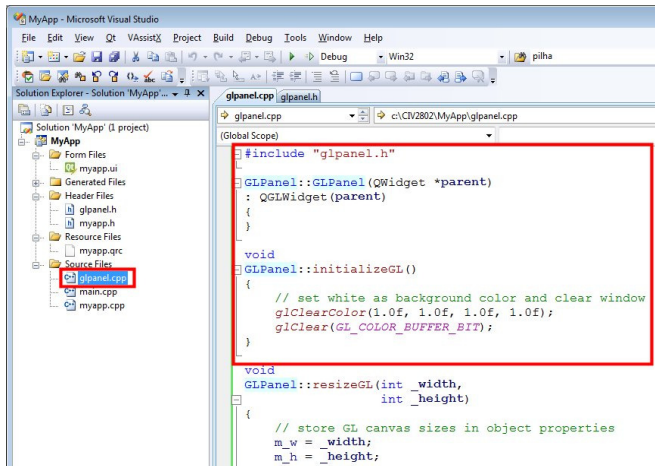 MyApp - Microsoft Visual Studio
File Edit View Qt VAssistX Project Build Debug Tools Window Help
Debug Win32 pilha
Solution Explorer - Solution 'MyApp'...
glpanel.cpp glpanel.h
glpanel.cpp c:\CIV2802\MyApp\glpanel.cpp
(Global Scope)
Solution 'MyApp' (1 project)
MyApp
Form Files
myapp.ui
Generated Files
Header Files
glpanel.h
myapp.h
Resource Files
myapp.qrc
Source Files
glpanel.cpp
main.cpp
myapp.cpp
#include "glpanel.h"
GLPanel::GLPanel(QWidget *parent)
: QGLWidget(parent)
{
}
void
GLPanel::initializeGL()
{
// set white as background color and clear window
glClearColor(1.0f, 1.0f, 1.0f, 1.0f);
glClear(GL_COLOR_BUFFER_BIT);
}
void
GLPanel::resizeGL(int _width,
int _height)
{
// store GL canvas sizes in object properties
m_w = _width;
m_h = _height;